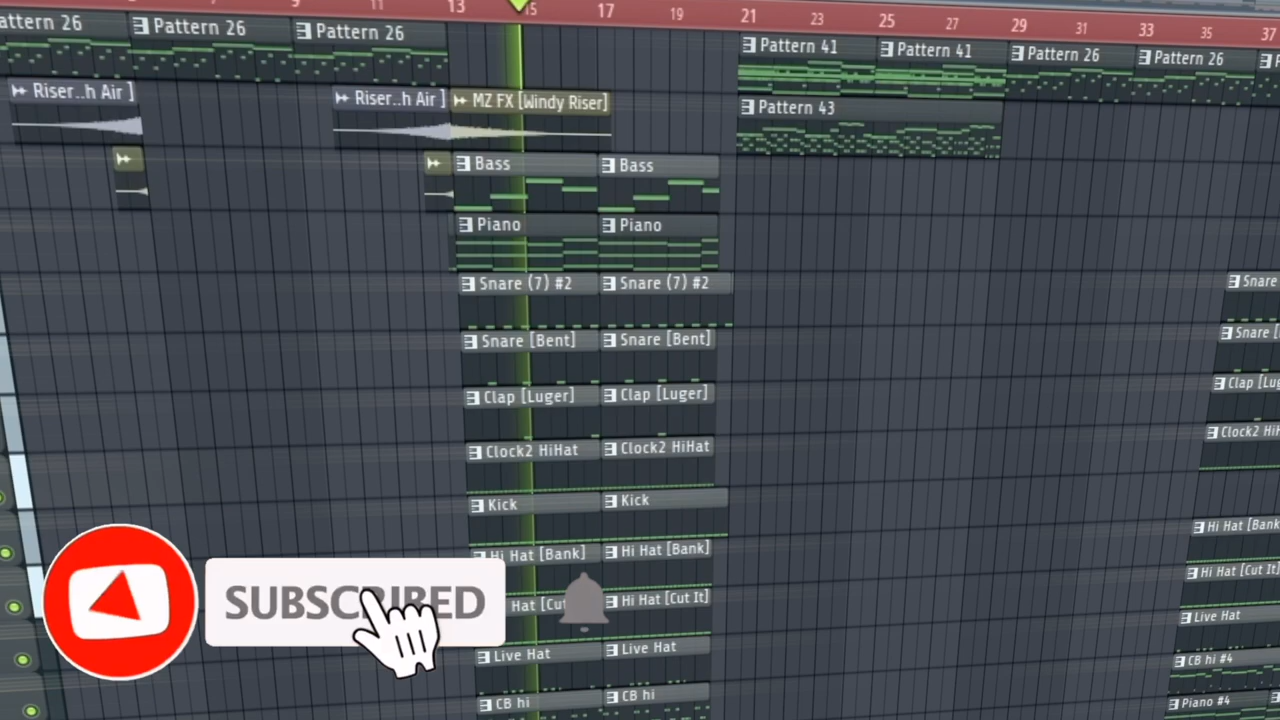 9 11 13 15 17 19 21 23 25 27 29 31 33 35 37
attern 26 Pattern 26 Pattern 26 Pattern 41 Pattern 41 Pattern 26 Pattern 26
Riser..h Air ] Riser..h Air ] MZ FX [Windy Riser] Pattern 43
Bass Bass
Piano Piano
Snare (7) #2 Snare (7) #2 Snare
Snare [Bent] Snare [Bent] Snare [
Clap [Luger] Clap [Luger] Clap [Lug
Clock2 HiHat Clock2 HiHat Clock2 HiH
Kick Kick
Hi Hat [Bank] Hi Hat [Bank] Hi Hat [Bank
Hat [Cut Hi Hat [Cut It] Hi Hat [Cut It]
Live Hat Live Hat Live Hat
CB hi CB hi CB hi #4
Piano #4
SUBSCRIBED